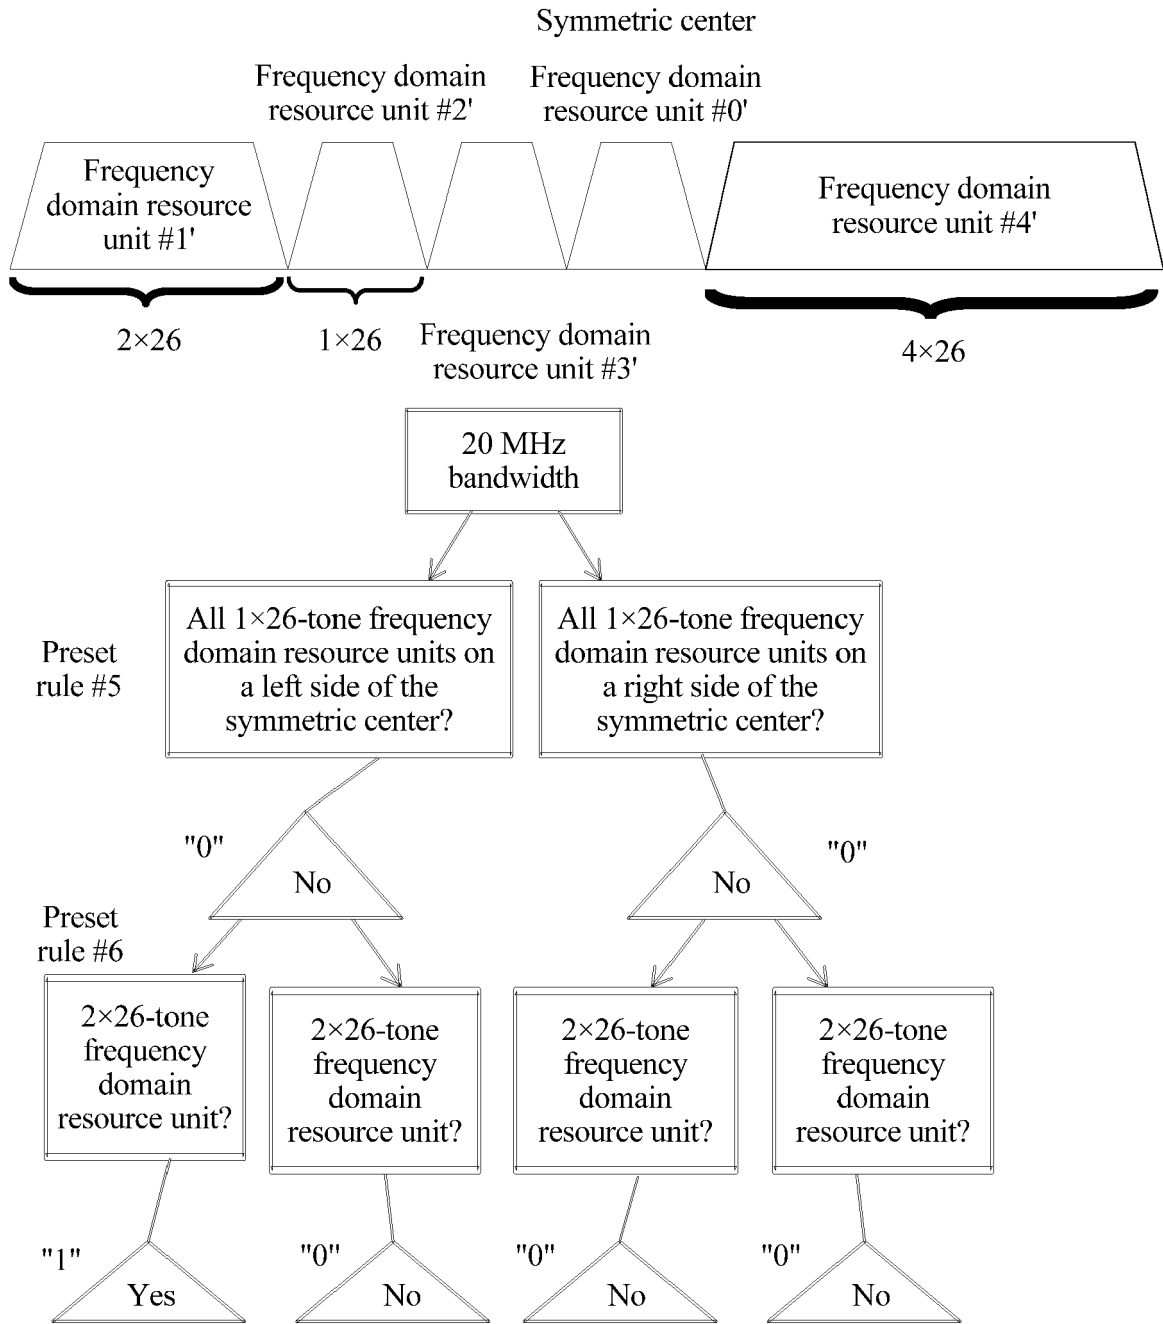 Symmetric center
Frequency domain
resource unit #2'
Frequency domain
resource unit #0'
Frequency
domain resource
unit #1'
Frequency domain
resource unit #4'
2×26
1×26
Frequency domain
resource unit #3'
4×26
20 MHz
bandwidth
Preset
rule #5
All 1×26-tone frequency
domain resource units on
a left side of the
symmetric center?
All 1×26-tone frequency
domain resource units on
a right side of the
symmetric center?
"0"
No
No
"0"
Preset
rule #6
2×26-tone
frequency
domain
resource unit?
2×26-tone
frequency
domain
resource unit?
2×26-tone
frequency
domain
resource unit?
2×26-tone
frequency
domain
resource unit?
"1"
Yes
"0"
No
"0"
No
"0"
No